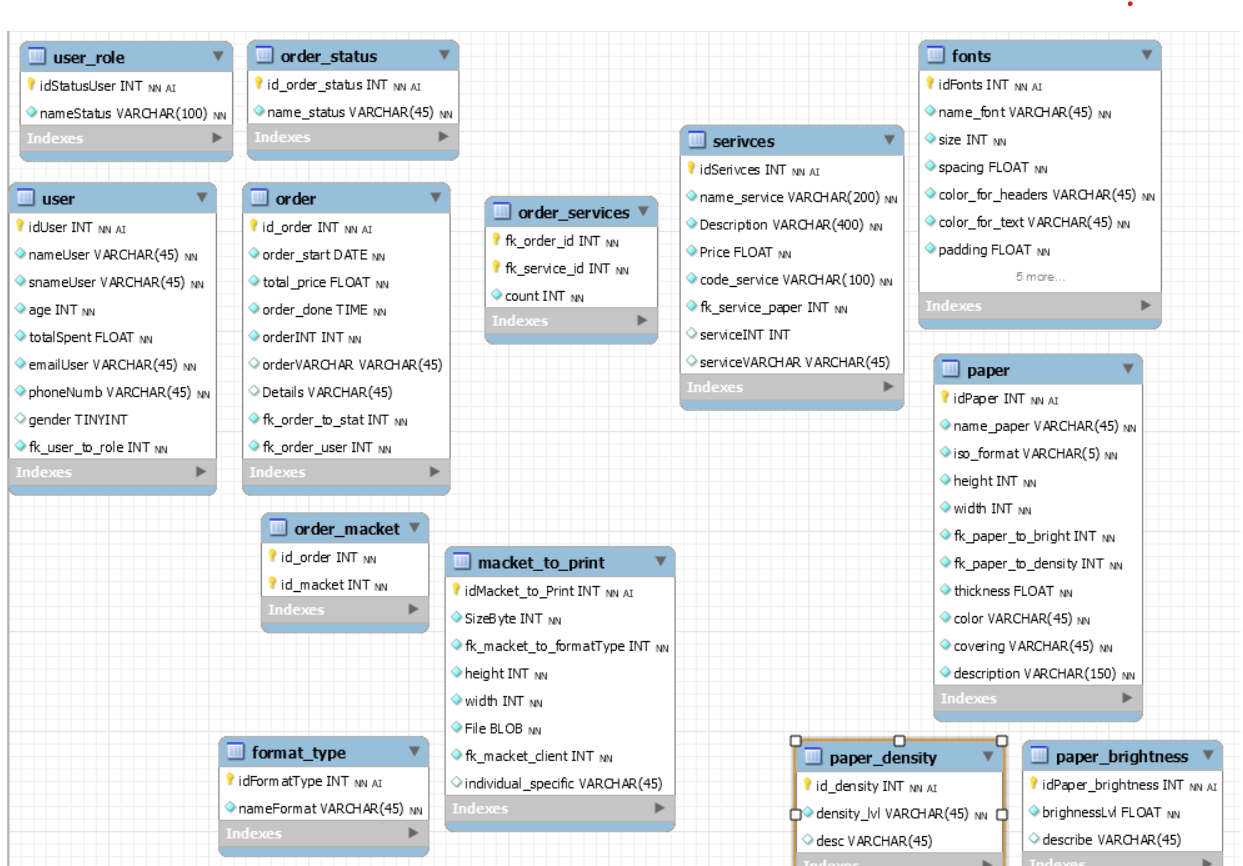 user_role
idStatusUser INT NN AI
nameStatus VARCHAR(100) NN
Indexes
order_status
id_order_status INT NN AI
name_status VARCHAR(45) NN
Indexes
fonts
idFonts INT NN AI
name_font VARCHAR(45) NN
size INT NN
spacing FLOAT NN
color_for_headers VARCHAR(45) NN
color_for_text VARCHAR(45) NN
padding FLOAT NN
5 more...
Indexes
serivces
idSerivces INT NN AI
name_service VARCHAR(200) NN
Description VARCHAR(400) NN
Price FLOAT NN
code_service VARCHAR(100) NN
fk_service_paper INT NN
serviceINT INT
serviceVARCHAR VARCHAR(45)
Indexes
user
idUser INT NN AI
nameUser VARCHAR(45) NN
snameUser VARCHAR(45) NN
age INT NN
totalSpent FLOAT NN
emailUser VARCHAR(45) NN
phoneNumb VARCHAR(45) NN
gender TINYINT
fk_user_to_role INT NN
Indexes
order
id_order INT NN AI
order_start DATE NN
total_price FLOAT NN
order_done TIME NN
orderINT INT NN
orderVARCHAR VARCHAR(45)
Details VARCHAR(45)
fk_order_to_stat INT NN
fk_order_user INT NN
Indexes
order_services
fk_order_id INT NN
fk_service_id INT NN
count INT NN
Indexes
paper
idPaper INT NN AI
name_paper VARCHAR(45) NN
iso_format VARCHAR(5) NN
height INT NN
width INT NN
fk_paper_to_bright INT NN
fk_paper_to_density INT NN
thickness FLOAT NN
color VARCHAR(45) NN
covering VARCHAR(45) NN
description VARCHAR(150) NN
Indexes
order_macket
id_order INT NN
id_macket INT NN
Indexes
macket_to_print
idMacket_to_Print INT NN AI
SizeByte INT NN
fk_macket_to_formatType INT NN
height INT NN
width INT NN
File BLOB NN
fk_macket_client INT NN
individual_specific VARCHAR(45)
Indexes
format_type
idFormatType INT NN AI
nameFormat VARCHAR(45) NN
Indexes
paper_density
id_density INT NN AI
density_lvl VARCHAR(45) NN
desc VARCHAR(45)
Indexes
paper_brightness
idPaper_brightness INT NN AI
brighnessLvl FLOAT NN
describe VARCHAR(45)
Indexes